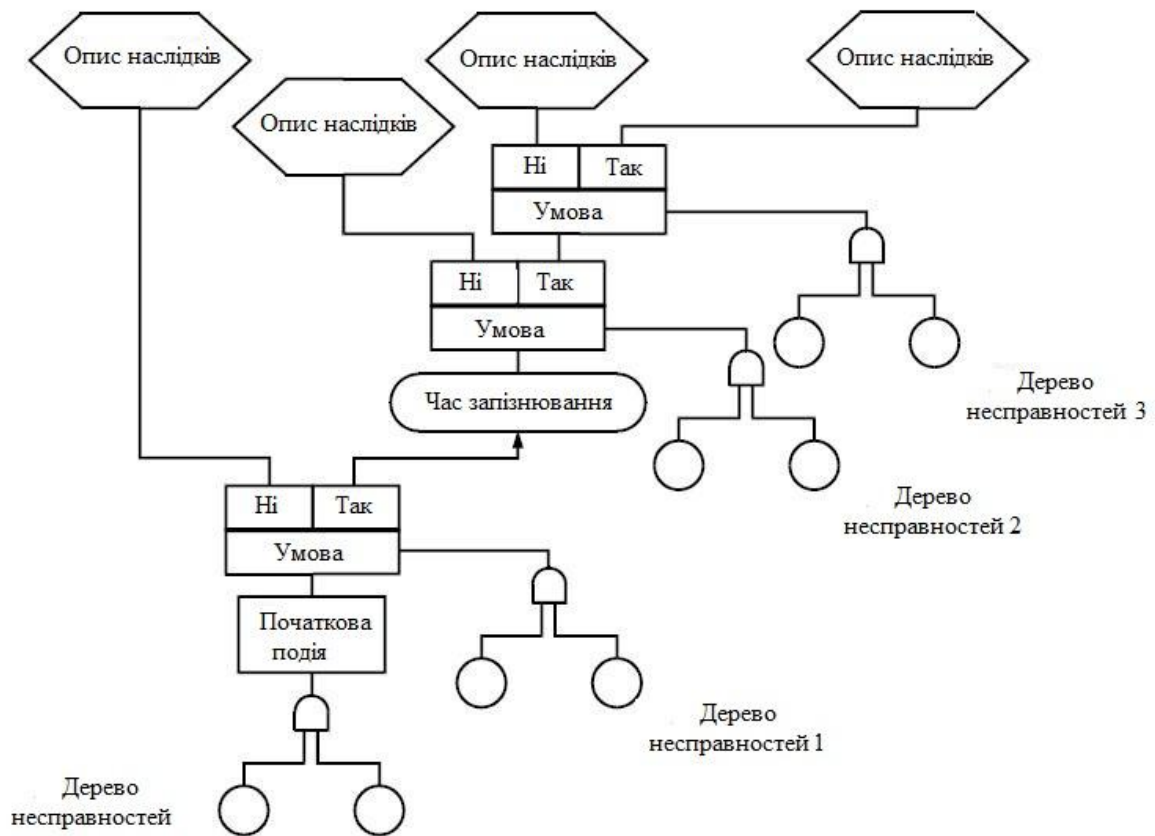 Опис наслідків
Опис наслідків
Опис наслідків
Опис наслідків
Ні
Так
Умова
Ні
Так
Умова
Час запізнювання
Дерево
несправностей 3
Дерево
несправностей 2
Ні
Так
Умова
Початкова
подія
Дерево
несправностей 1
Дерево
несправностей